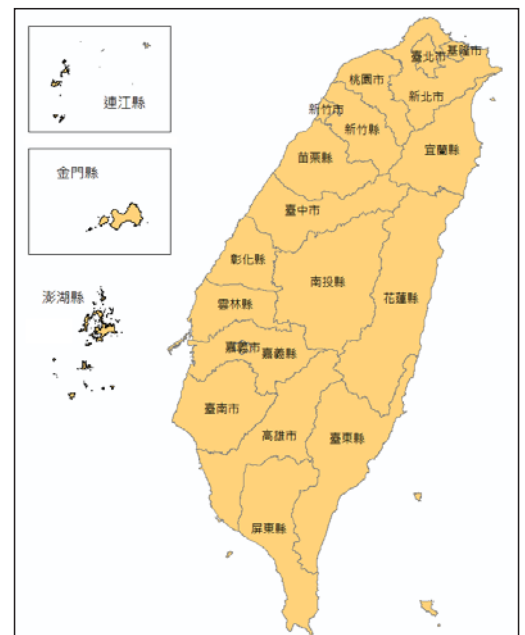 連江縣
金門縣
澎湖縣
基隆市
臺北市
新北市
桃園市
新竹市
新竹縣
宜蘭縣
苗栗縣
臺中市
彰化縣
南投縣
花蓮縣
雲林縣
嘉義市
嘉義縣
臺南市
高雄市
臺東縣
屏東縣